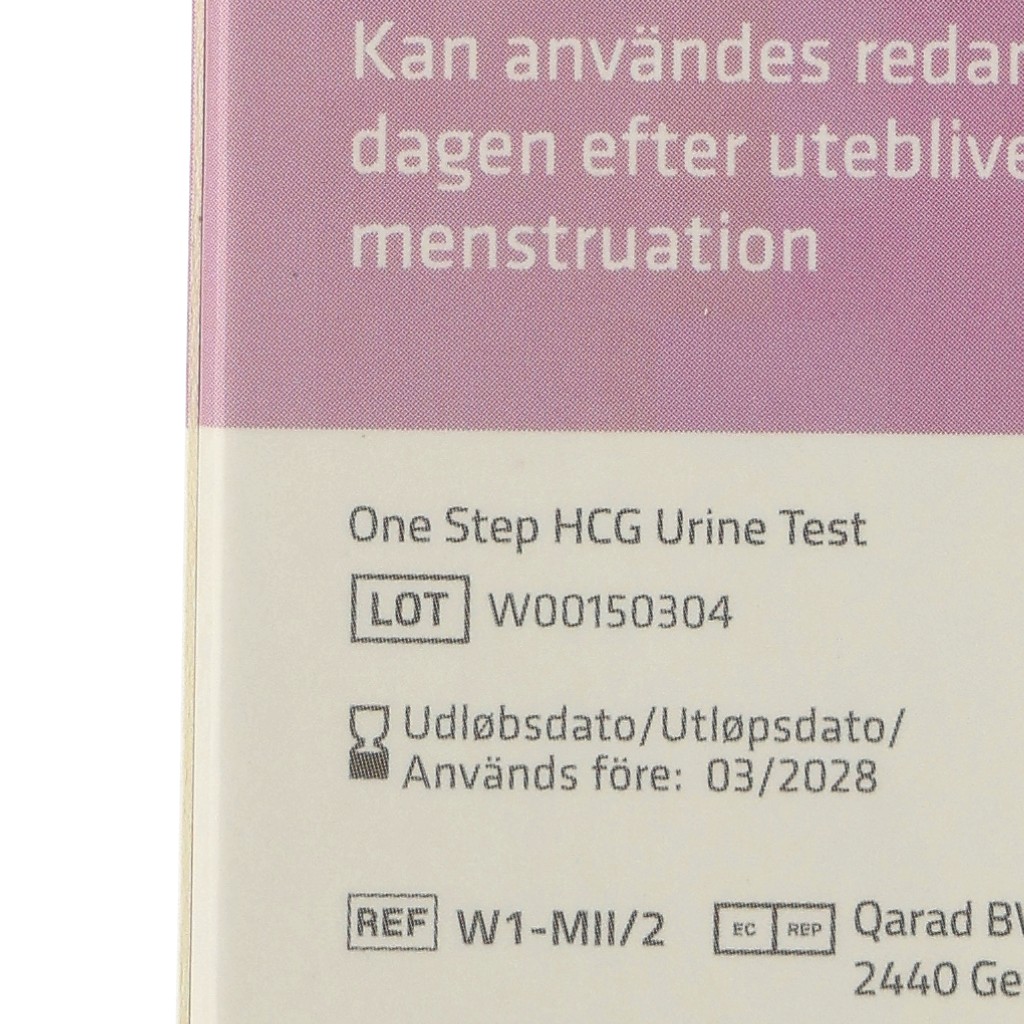 Kan användes redan
dagen efter uteblive
menstruation
One Step HCG Urine Test
LOT W00150304
Udløbsdato/Utløpsdato/
Används före: 03/2028
REF W1-MII/2 EC REP Qarad BV
2440 Ge